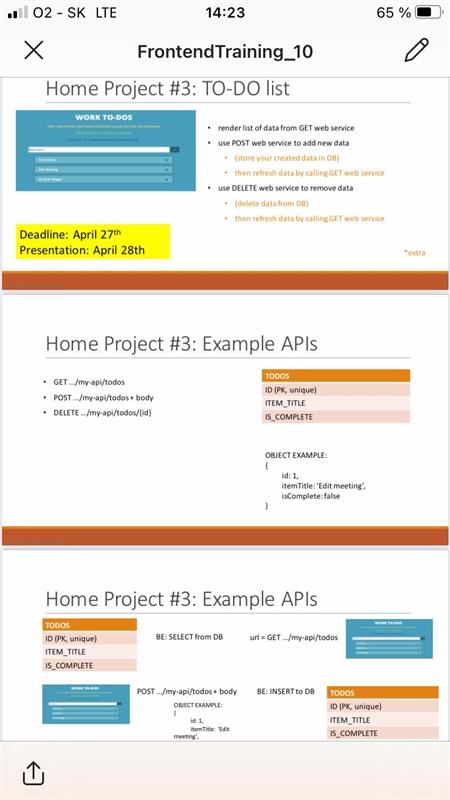 O2 - SK LTE
14:23
65 %
FrontendTraining_10
Home Project #3: TO-DO list
WORK TO-DOS
• render list of data from GET web service
• use POST web service to add new data
• (store your created data in DB)
• then refresh data by calling GET web service
• use DELETE web service to remove data
• (delete data from DB)
• then refresh data by calling GET web service
Deadline: April 27th
Presentation: April 28th
*extra
Home Project #3: Example APIs
• GET .../my-api/todos
• POST .../my-api/todos + body
• DELETE .../my-api/todos/{id}
TODOS
ID (PK, unique)
ITEM_TITLE
IS_COMPLETE
OBJECT EXAMPLE:
{
id: 1,
itemTitle: ‘Edit meeting’,
isComplete: false
}
Home Project #3: Example APIs
TODOS
ID (PK, unique)
ITEM_TITLE
IS_COMPLETE
BE: SELECT from DB
url = GET .../my-api/todos
WORK TO-DOS
WORK TO-DOS
POST .../my-api/todos + body
OBJECT EXAMPLE:
{
id: 1,
itemTitle: ‘Edit
meeting’,
BE: INSERT to DB
TODOS
ID (PK, unique)
ITEM_TITLE
IS_COMPLETE